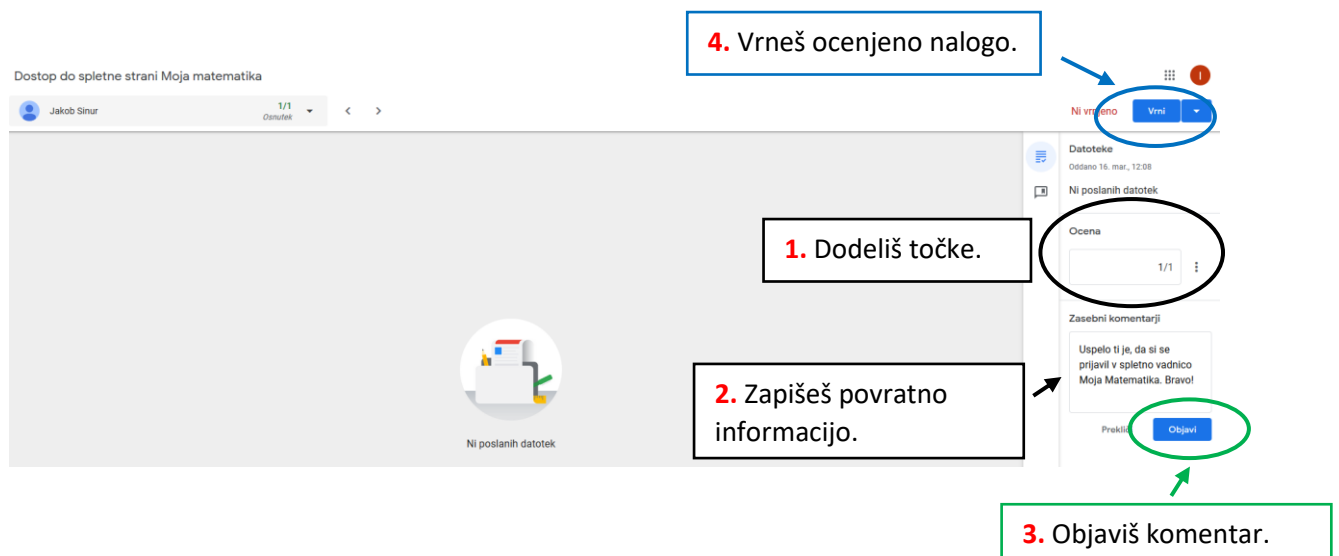 4. Vrneš ocenjeno nalogo.
Dostop do spletne strani Moja matematika
I
Jakob Sinur
1/1
Osnutek
Ni vrnjeno
Vrni
Datoteke
Oddano 16. mar., 12:08
Ni poslanih datotek
Ocena
1. Dodeliš točke.
1/1
Zasebni komentarji
Uspelo ti je, da si se
prijavil v spletno vadnico
Moja Matematika. Bravo!
2. Zapišeš povratno
informacijo.
Prekliči
Objavi
Ni poslanih datotek
3. Objaviš komentar.